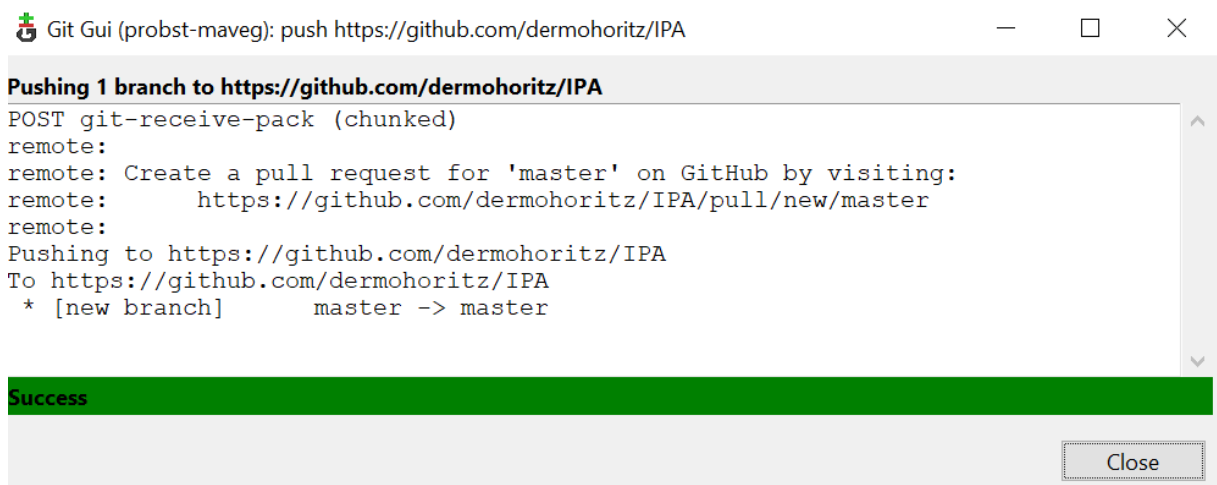 Git Gui (probst-maveg): push https://github.com/dermohoritz/IPA
Pushing 1 branch to https://github.com/dermohoritz/IPA
POST git-receive-pack (chunked)
remote:
remote: Create a pull request for 'master' on GitHub by visiting:
remote:      https://github.com/dermohoritz/IPA/pull/new/master
remote:
Pushing to https://github.com/dermohoritz/IPA
To https://github.com/dermohoritz/IPA
 * [new branch]      master -> master
Success
Close